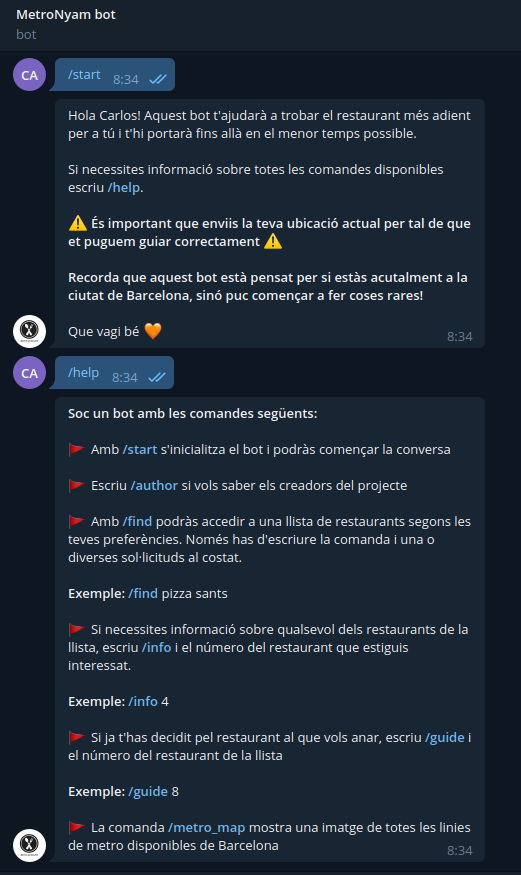 MetroNyam bot
bot
CA
/start 8:34
Hola Carlos! Aquest bot t'ajudarà a trobar el restaurant més adient
per a tú i t'hi portarà fins allà en el menor temps possible.
Si necessites informació sobre totes les comandes disponibles
escriu /help.
⚠️ És important que enviis la teva ubicació actual per tal de que
et puguem guiar correctament ⚠️
Recorda que aquest bot està pensat per si estàs acutalment a la
ciutat de Barcelona, sinó puc començar a fer coses rares!
Que vagi bé 🧡 8:34
CA
/help 8:34
Soc un bot amb les comandes següents:
🚩 Amb /start s'inicialitza el bot i podràs començar la conversa
🚩 Escriu /author si vols saber els creadors del projecte
🚩 Amb /find podràs accedir a una llista de restaurants segons les
teves preferències. Només has d'escriure la comanda i una o
diverses sol·licituds al costat.
Exemple: /find pizza sants
🚩 Si necessites informació sobre qualsevol dels restaurants de la
llista, escriu /info i el número del restaurant que estiguis
interessat.
Exemple: /info 4
🚩 Si ja t'has decidit pel restaurant al que vols anar, escriu /guide i
el número del restaurant de la llista
Exemple: /guide 8
🚩 La comanda /metro_map mostra una imatge de totes les linies
de metro disponibles de Barcelona 8:34